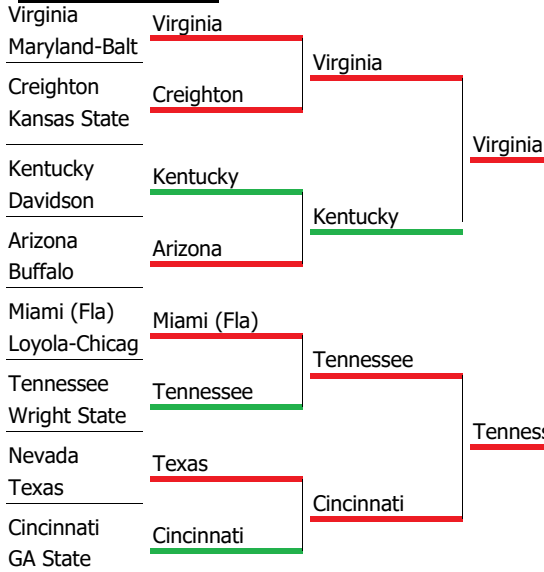 Virginia
Maryland-Balt
Creighton
Kansas State
Kentucky
Davidson
Arizona
Buffalo
Miami (Fla)
Loyola-Chicag
Tennessee
Wright State
Nevada
Texas
Cincinnati
GA State
Virginia
Creighton
Kentucky
Arizona
Miami (Fla)
Tennessee
Texas
Cincinnati
Virginia
Kentucky
Tennessee
Cincinnati
Virginia
Tenness